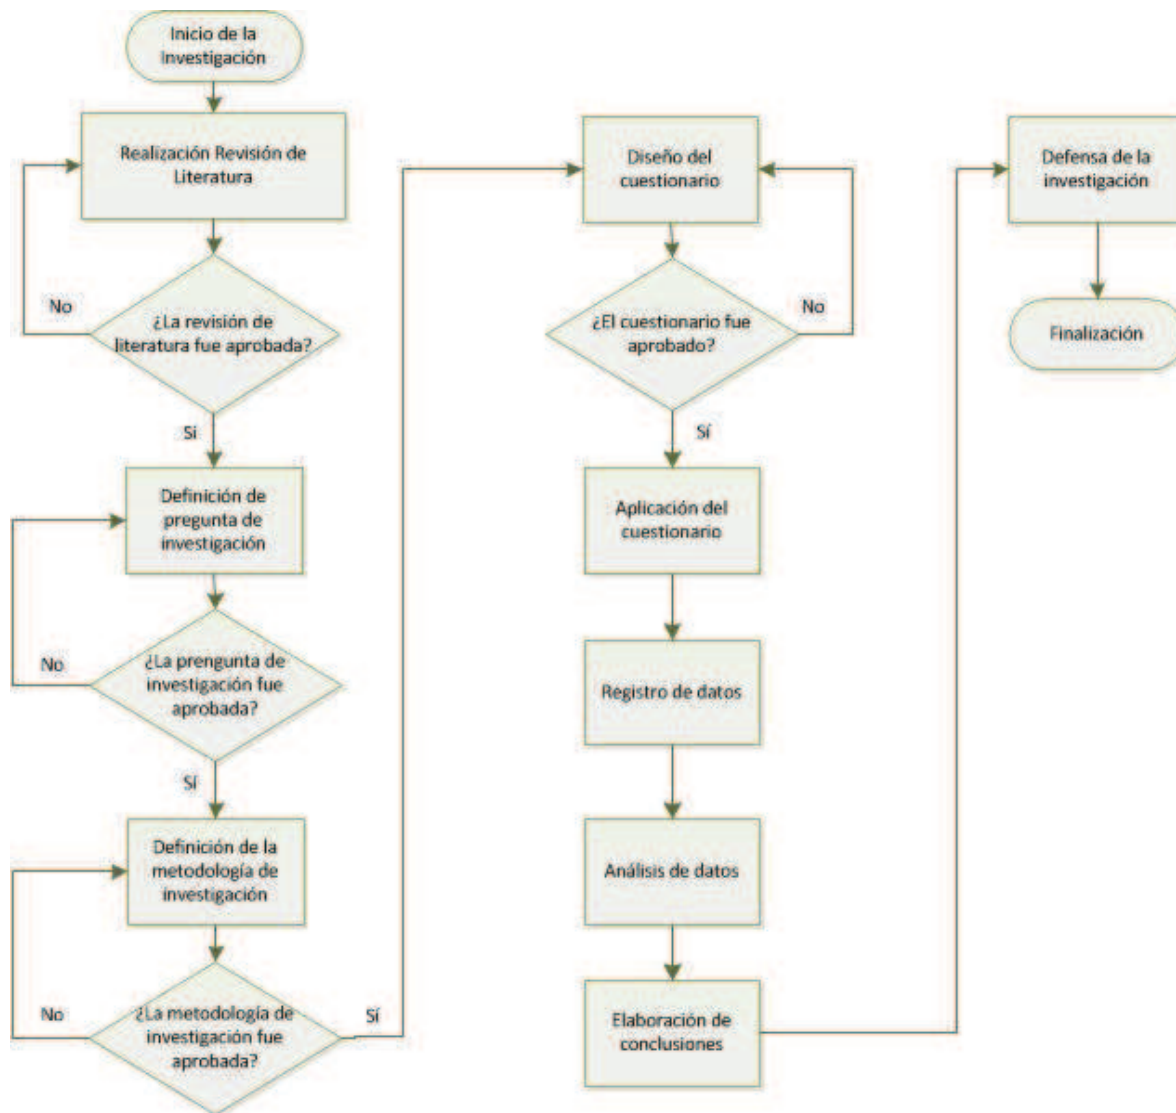 Inicio de la
Investigación
Realización Revisión de
Literatura
No
¿La revisión de
literatura fue aprobada?
Sí
Definición de
pregunta de
investigación
No
¿La prengunta de
investigación fue
aprobada?
Sí
Definición de la
metodología de
investigación
No
¿La metodología de
investigación fue
aprobada?
Sí
Diseño del
cuestionario
¿El cuestionario fue
aprobado?
No
Sí
Aplicación del
cuestionario
Registro de datos
Análisis de datos
Elaboración de
conclusiones
Defensa de la
investigación
Finalización